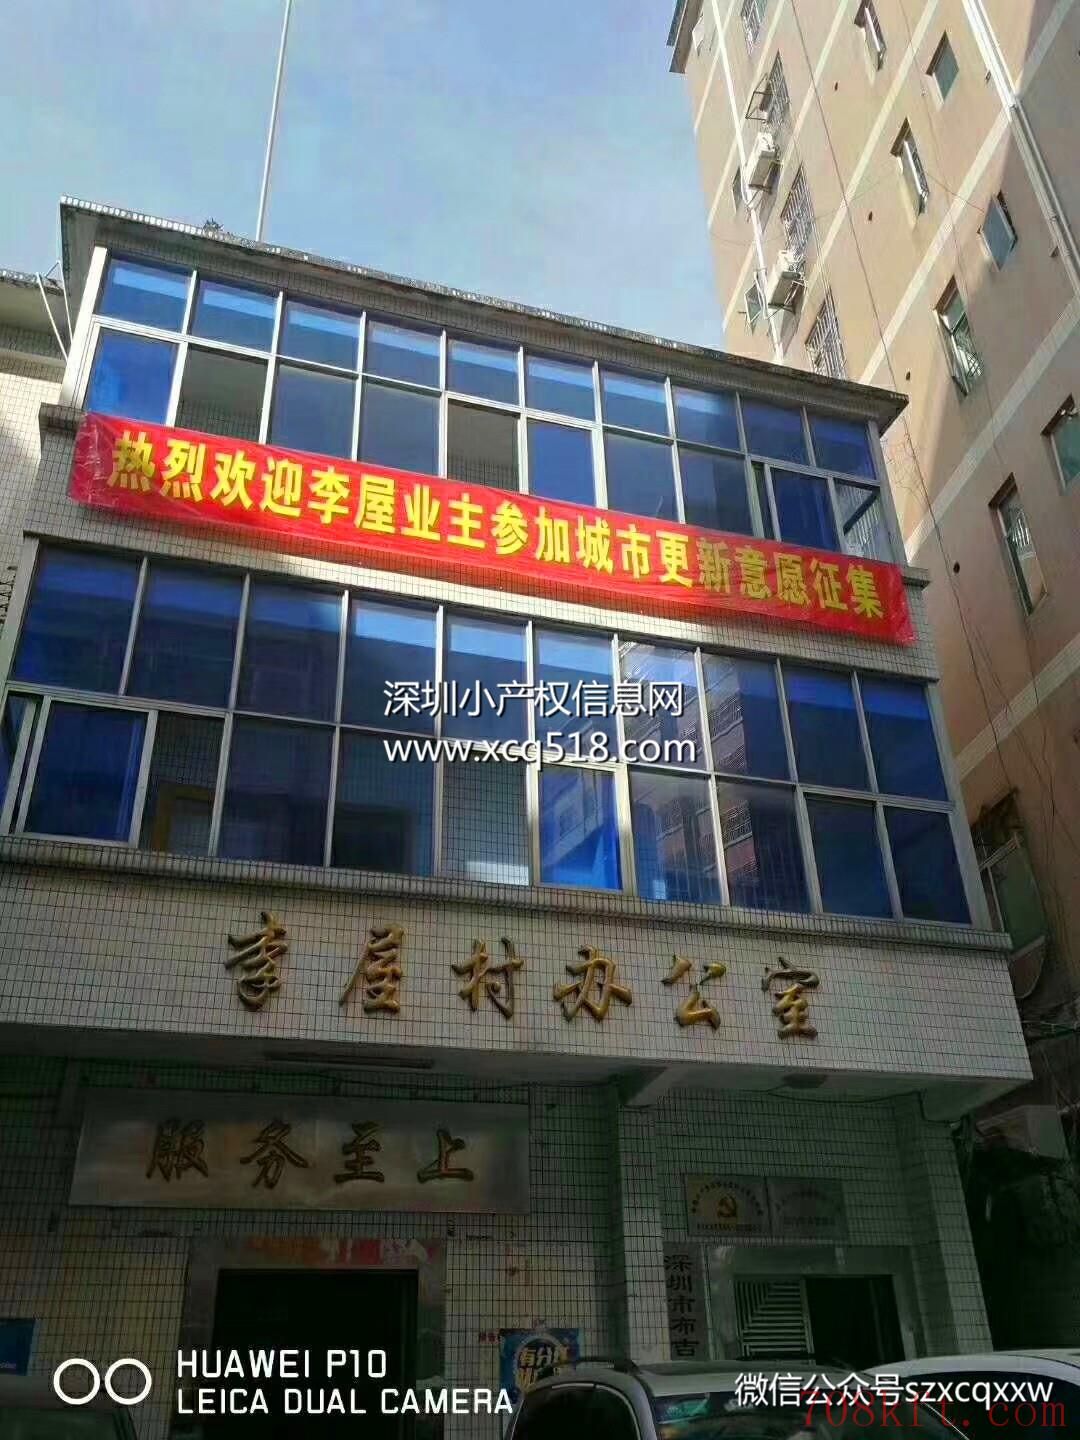 热烈欢迎李屋业主参加城市更新意愿征集
深圳小产权信息网
www.xcq518.com
李屋村办公室
服务至上
深圳市布吉
HUAWEI P10
LEICA DUAL CAMERA
微信公众号szxcqxxw
708kit.com